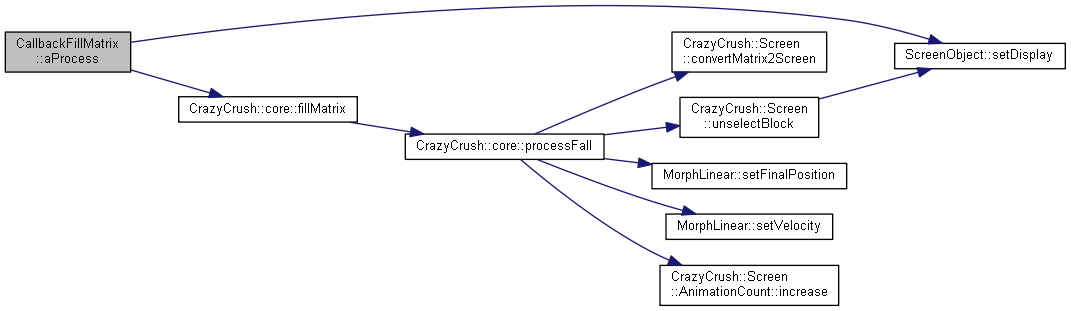 CallbackFillMatrix
::aProcess
CrazyCrush::core::fillMatrix
CrazyCrush::core::processFall
CrazyCrush::Screen
::convertMatrix2Screen
CrazyCrush::Screen
::unselectBlock
MorphLinear::setFinalPosition
MorphLinear::setVelocity
CrazyCrush::Screen
::AnimationCount::increase
ScreenObject::setDisplay